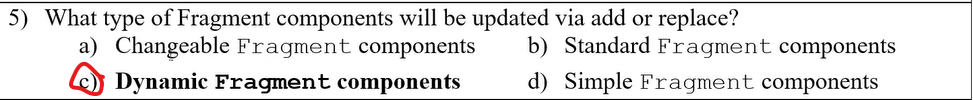 5) What type of Fragment components will be updated via add or replace?
a) Changeable Fragment components b) Standard Fragment components
c) Dynamic Fragment components d) Simple Fragment components